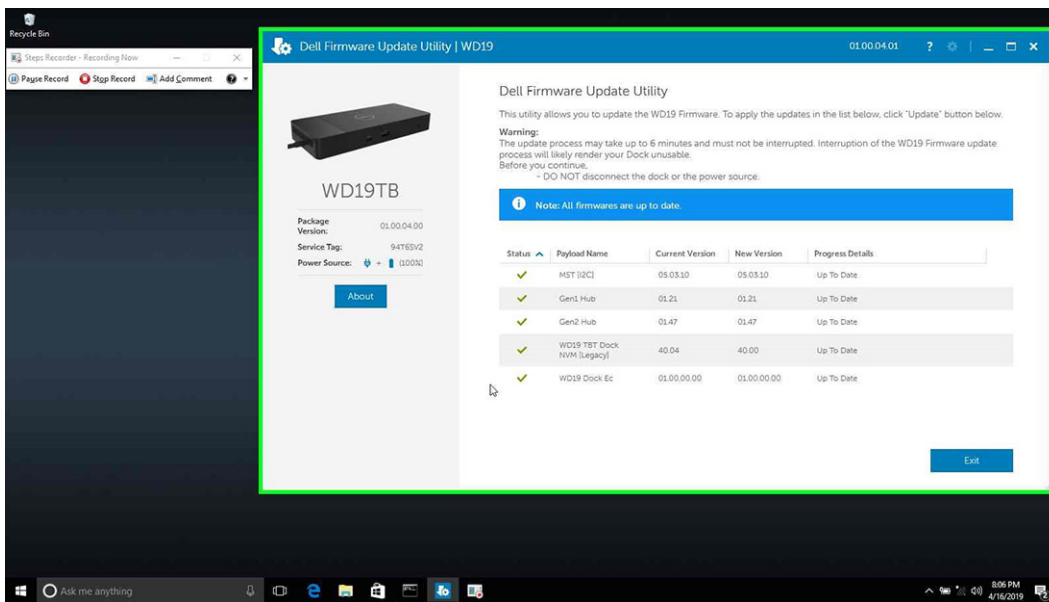 Recycle Bin
Steps Recorder - Recording Now
Pause Record Stop Record Add Comment
Dell Firmware Update Utility | WD19 01.00.04.01 ?
WD19TB
Package Version: 01.00.04.00
Service Tag: 94T6SV2
Power Source: + (100%)
About
Dell Firmware Update Utility
This utility allows you to update the WD19 Firmware. To apply the updates in the list below, click "Update" button below.
Warning:
The update process may take up to 6 minutes and must not be interrupted. Interruption of the WD19 Firmware update
process will likely render your Dock unusable.
Before you continue,
- DO NOT disconnect the dock or the power source.
Note: All firmwares are up to date.
Status Payload Name Current Version New Version Progress Details
MST [I2C] 05.03.10 05.03.10 Up To Date
Gen1 Hub 01.21 01.21 Up To Date
Gen2 Hub 01.47 01.47 Up To Date
WD19 TBT Dock NVM [Legacy] 40.04 40.00 Up To Date
WD19 Dock Ec 01.00.00.00 01.00.00.00 Up To Date
Exit
Ask me anything
8:06 PM
4/16/2019